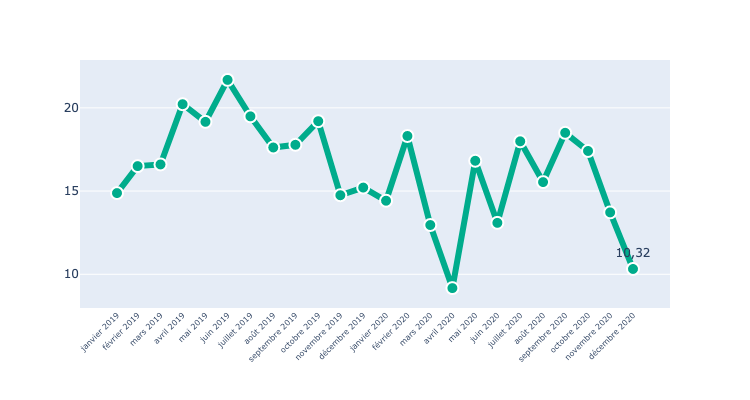 20
15
10
10,32
janvier 2019
février 2019
mars 2019
avril 2019
mai 2019
juin 2019
juillet 2019
août 2019
septembre 2019
octobre 2019
novembre 2019
décembre 2019
janvier 2020
février 2020
mars 2020
avril 2020
mai 2020
juin 2020
juillet 2020
août 2020
septembre 2020
octobre 2020
novembre 2020
décembre 2020